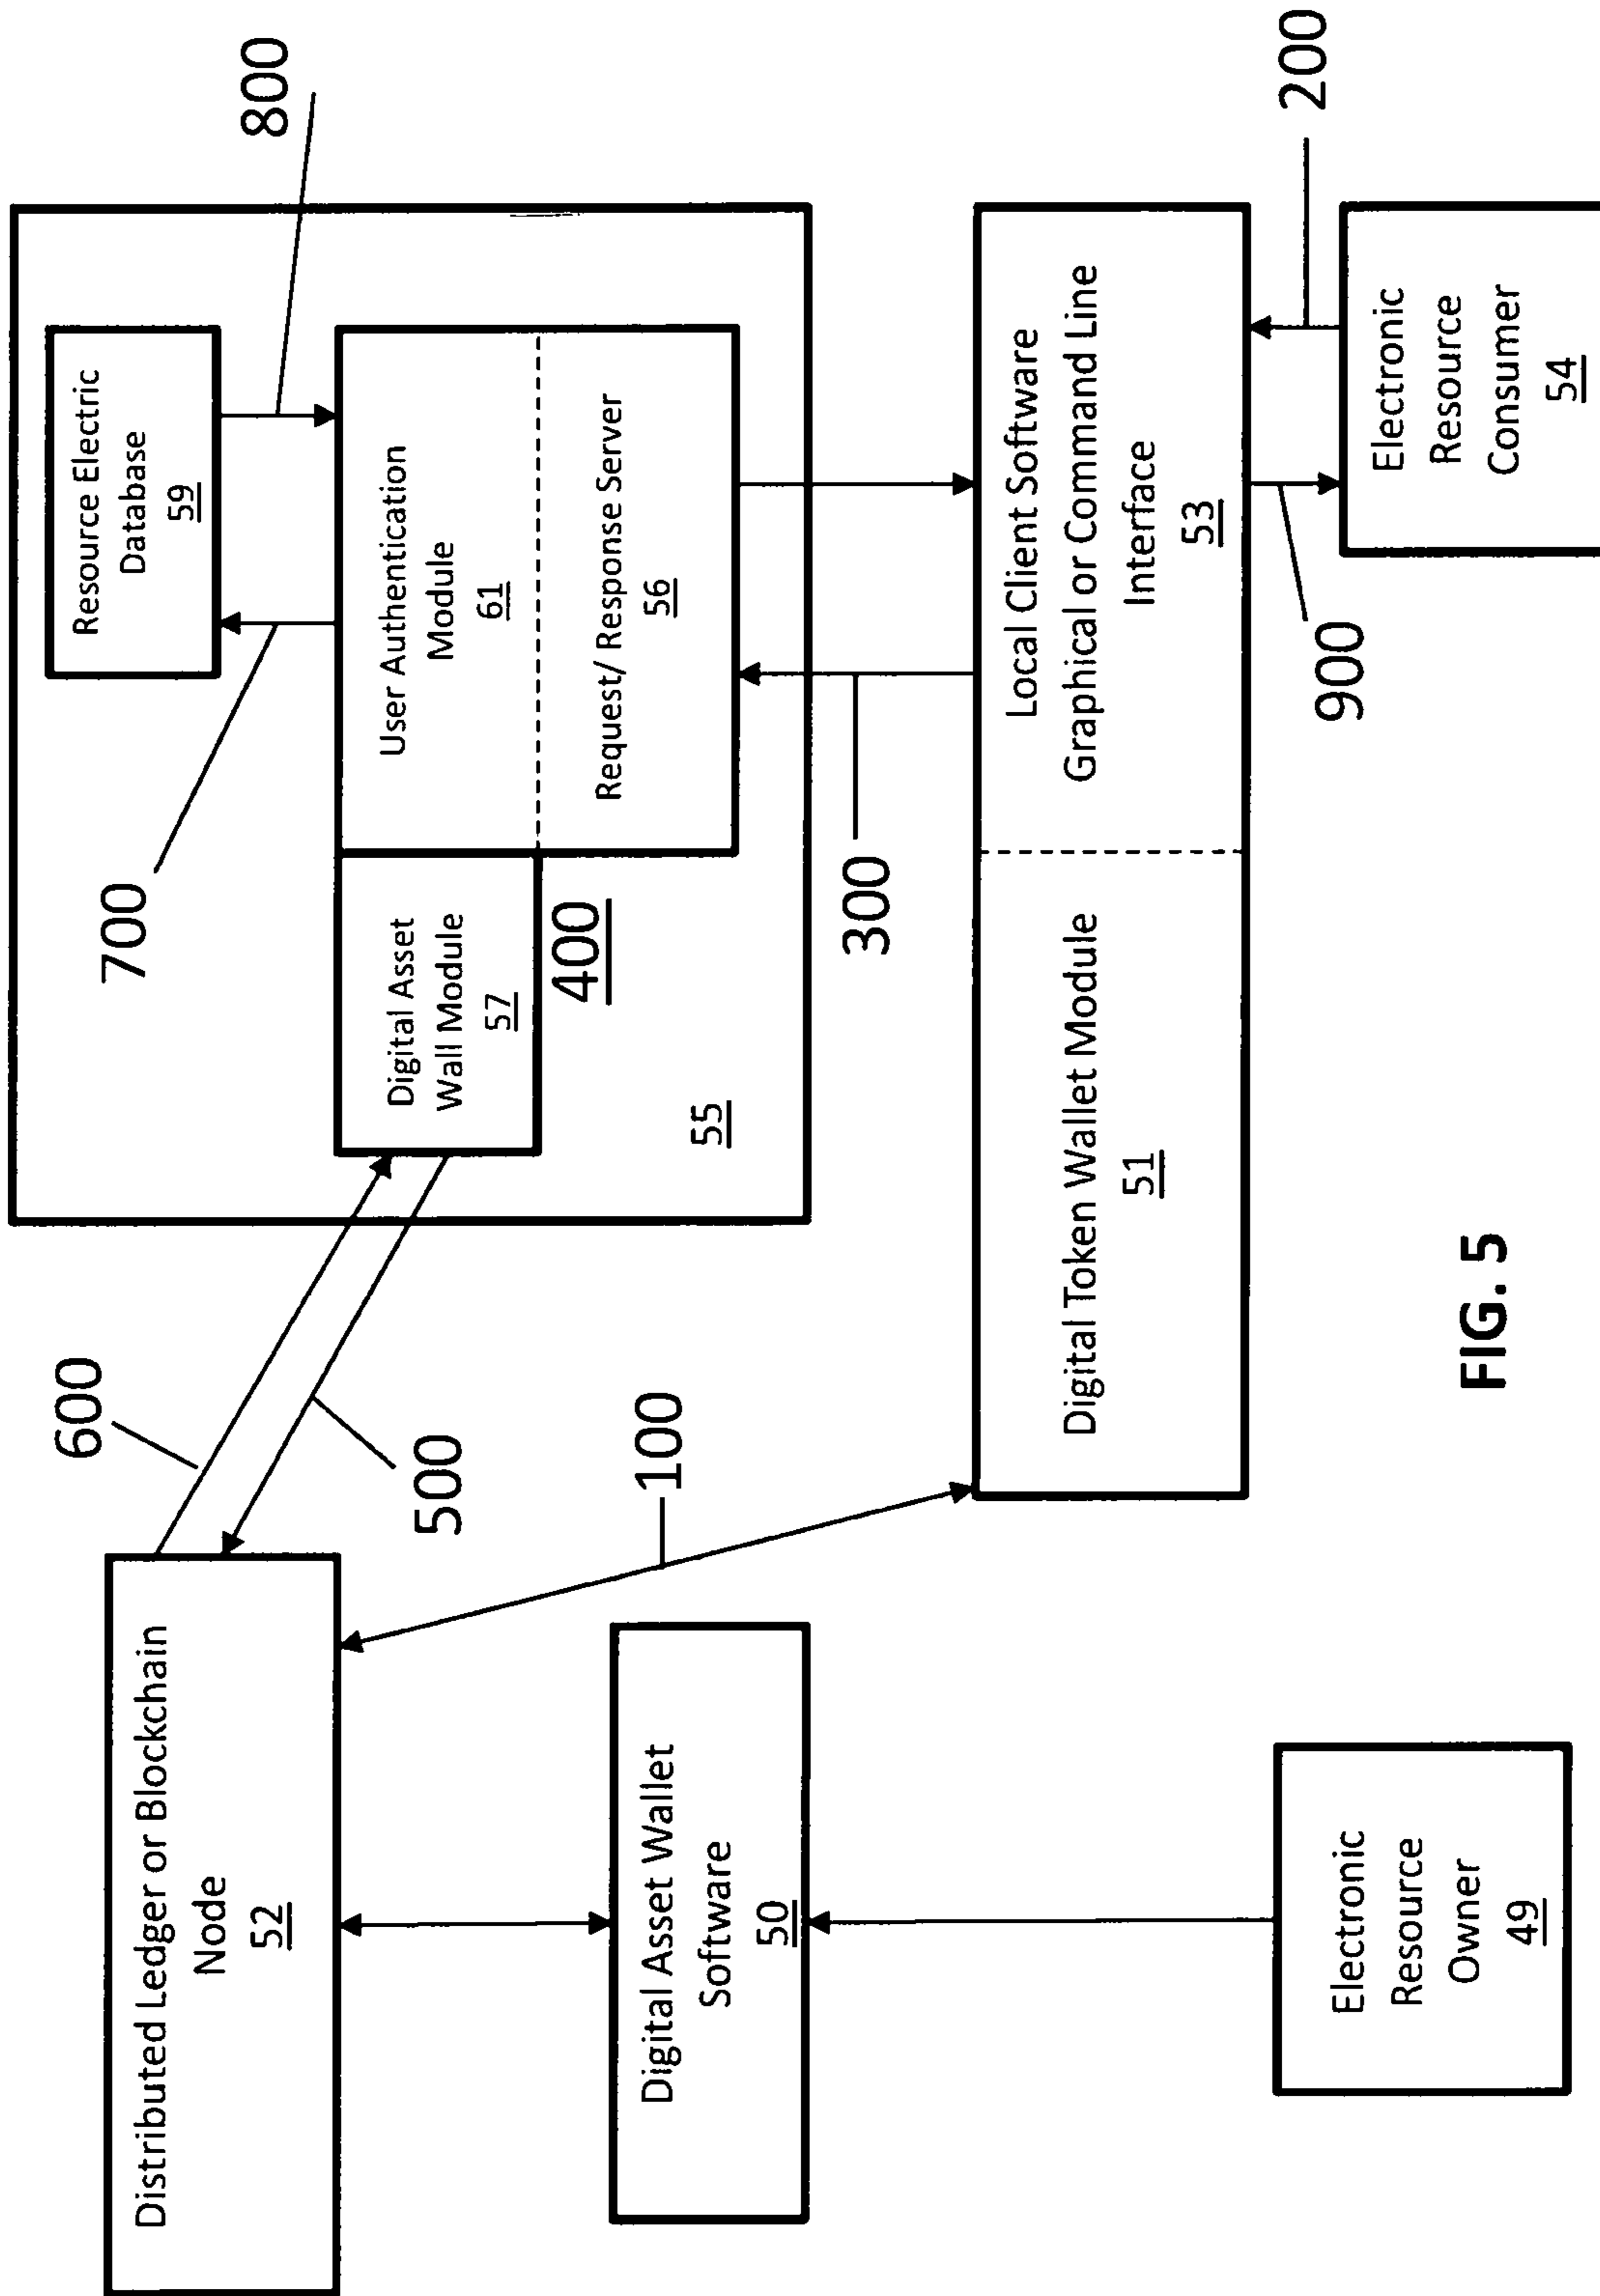 Distributed Ledger or Blockchain
Node
52
600
500
100
Digital Asset Wallet
Software
50
Electronic
Resource
Owner
49
700
800
Resource Electric
Database
59
User Authentication
Module
61
Request/ Response Server
56
Digital Asset
Wall Module
57
400
55
300
Digital Token Wallet Module
51
Local Client Software
Graphical or Command Line
Interface
53
200
900
Electronic
Resource
Consumer
54
FIG. 5